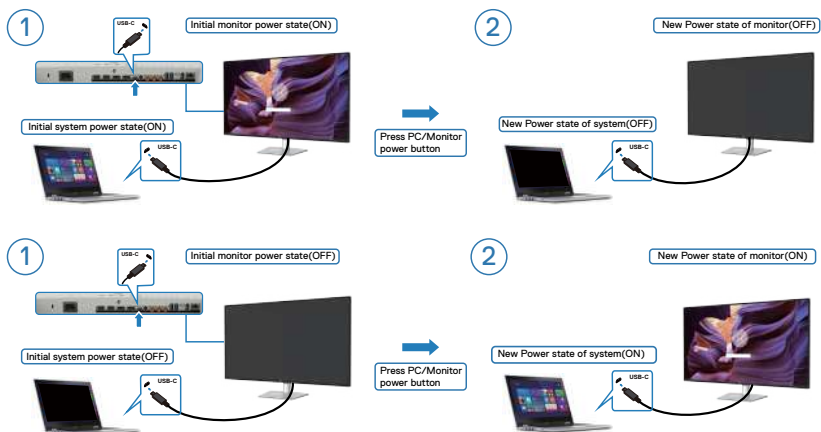 1
USB-C
Initial monitor power state(ON)
Initial system power state(ON)
USB-C
Press PC/Monitor
power button
2
New Power state of monitor(OFF)
New Power state of system(OFF)
USB-C
1
USB-C
Initial monitor power state(OFF)
Initial system power state(OFF)
USB-C
Press PC/Monitor
power button
2
New Power state of monitor(ON)
New Power state of system(ON)
USB-C